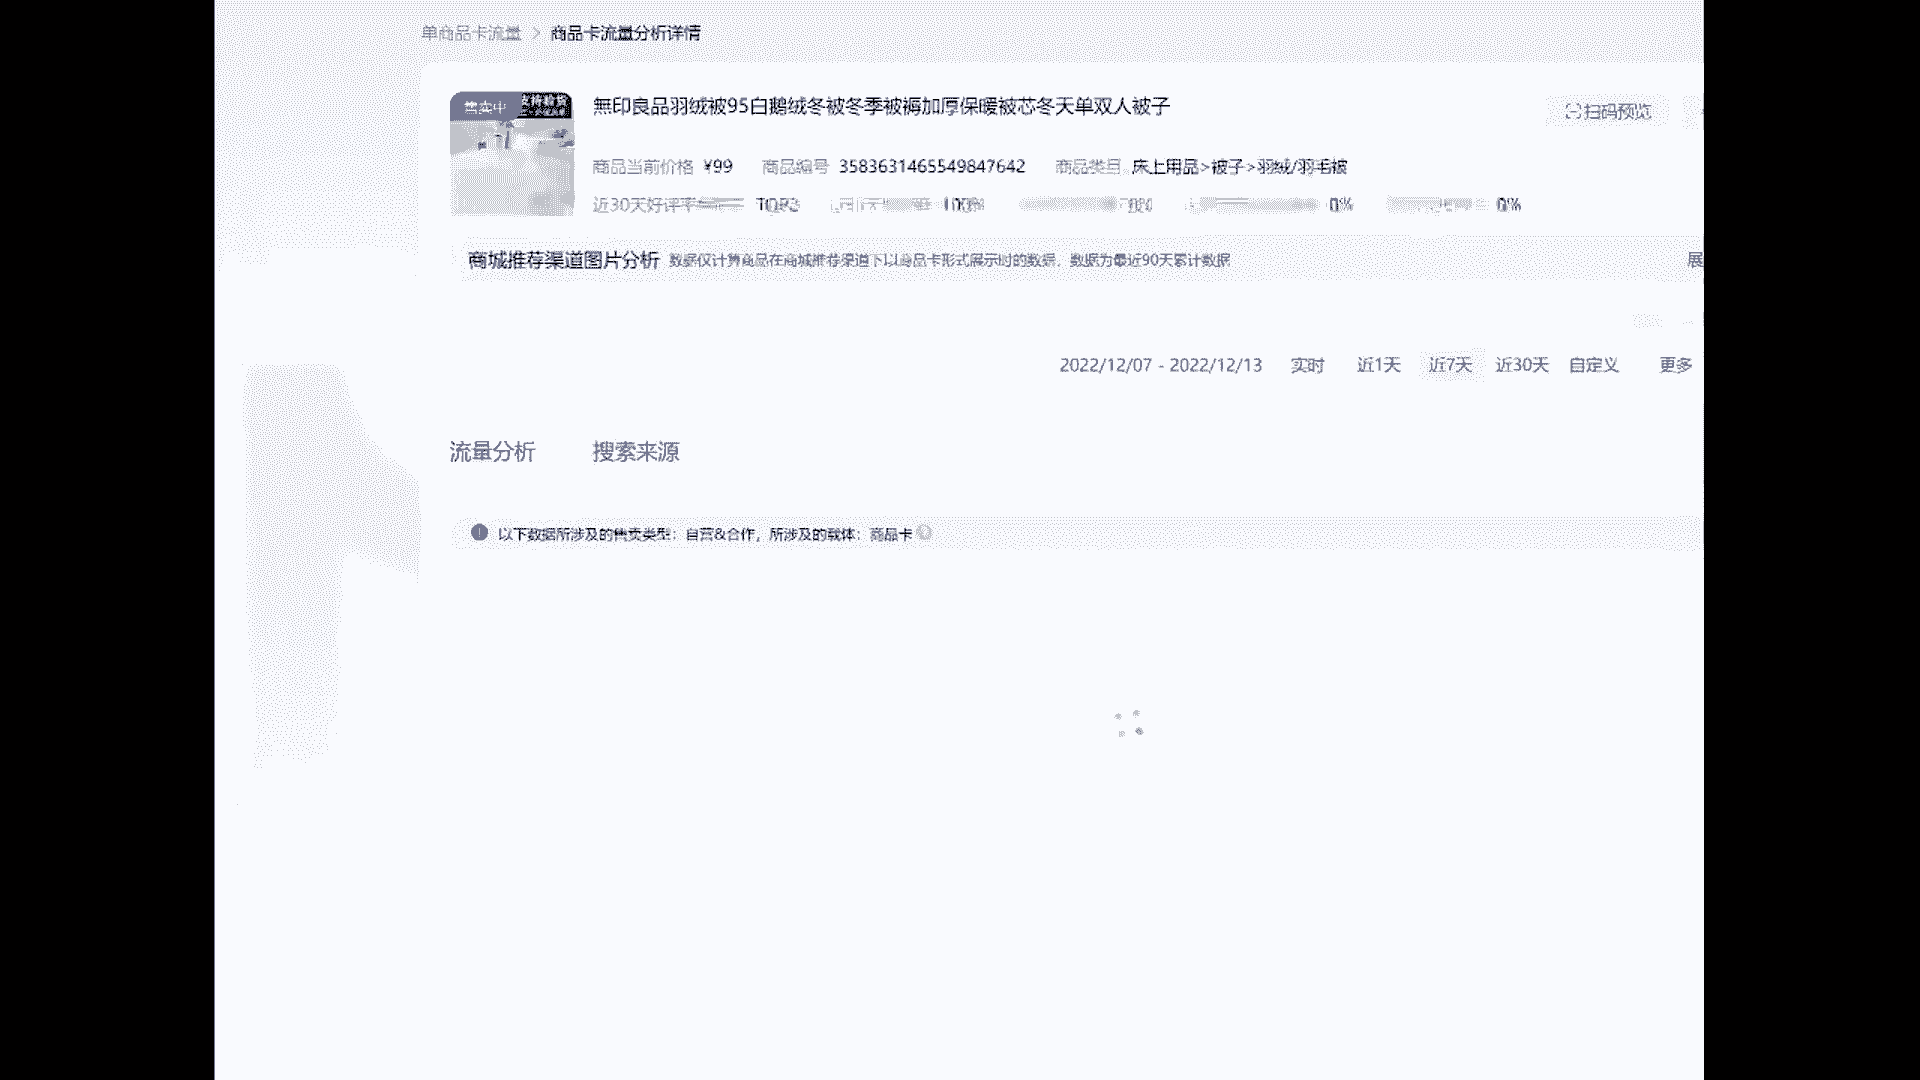 单商品卡流量 > 商品卡流量分析详情
售卖中
無印良品羽绒被95白鹅绒冬被冬季被褥加厚保暖被芯冬天单双人被子
扫码预览
商品当前价格 ¥99 商品编号 3583631465549847642 商品类目 床上用品>被子>羽绒/羽毛被
近30天好评率 100% 0% 0%
商城推荐渠道图片分析 数据仅计算商品在商城推荐渠道下以商品卡形式展示时的数据，数据为最近90天累计数据
展
2022/12/07 - 2022/12/13 实时 近1天 近7天 近30天 自定义 更多
流量分析 搜索来源
以下数据所涉及的售卖类型：自营&合作，所涉及的载体：商品卡